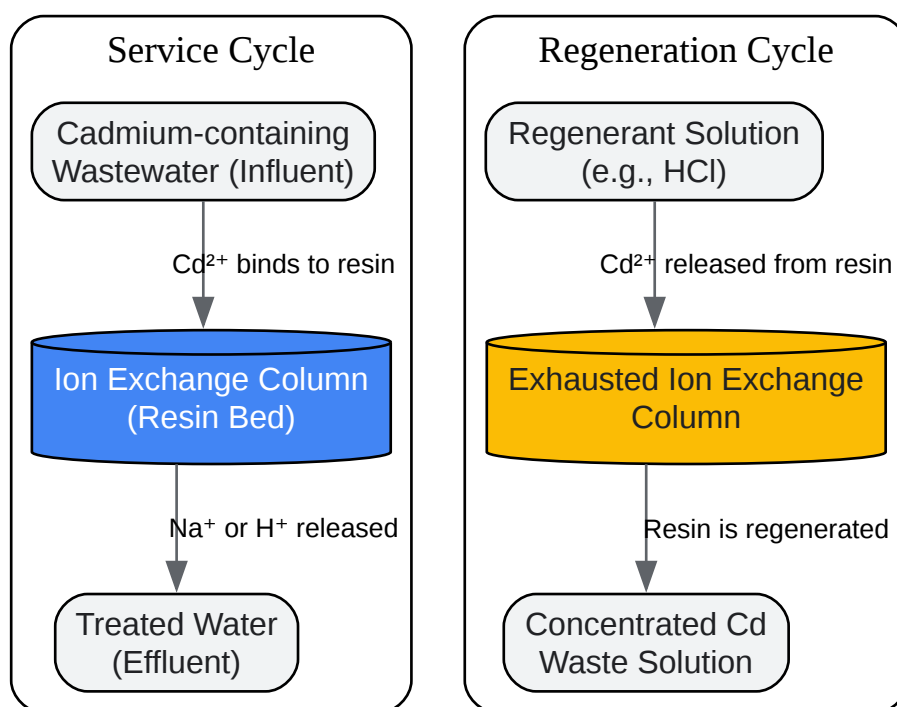 Service Cycle
Cadmium-containing
Wastewater (Influent)
Cd²⁺ binds to resin
Ion Exchange Column
(Resin Bed)
Na⁺ or H⁺ released
Treated Water
(Effluent)
Regeneration Cycle
Regenerant Solution
(e.g., HCl)
Cd²⁺ released from resin
Exhausted Ion Exchange
Column
Resin is regenerated
Concentrated Cd
Waste Solution